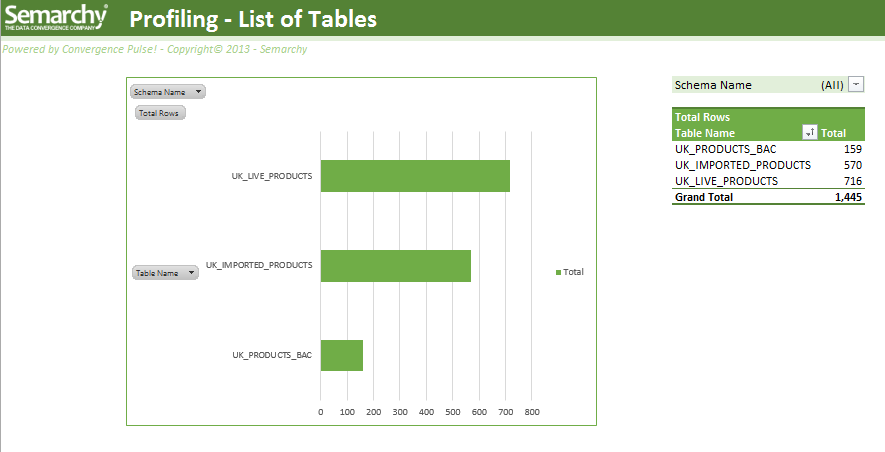 Semarchy
THE DATA CONVERGENCE COMPANY
Profiling - List of Tables
Powered by Convergence Pulse! - Copyright© 2013 - Semarchy
Schema Name
Total Rows
UK_LIVE_PRODUCTS
UK_IMPORTED_PRODUCTS
UK_PRODUCTS_BAC
Table Name
0 100 200 300 400 500 600 700 800
Total
Schema Name (All)
Total Rows
Table Name Total
UK_PRODUCTS_BAC 159
UK_IMPORTED_PRODUCTS 570
UK_LIVE_PRODUCTS 716
Grand Total 1,445